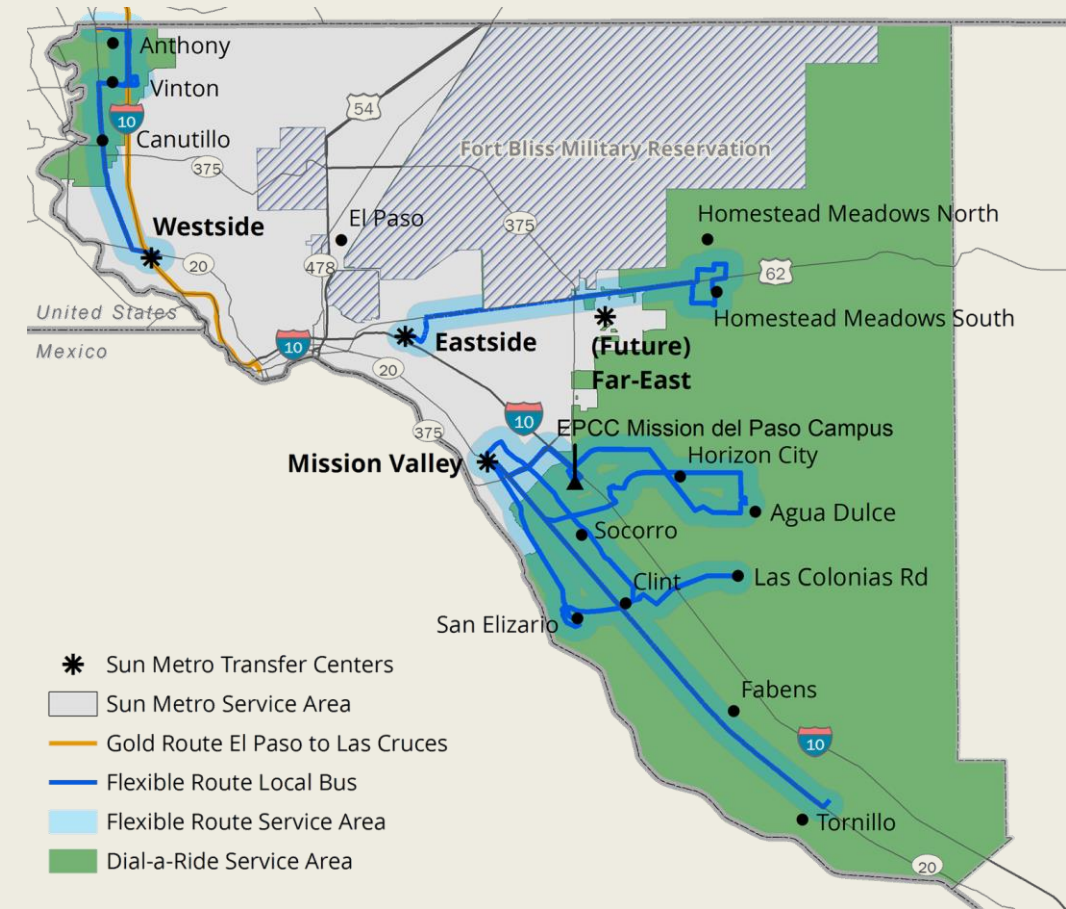 Anthony
Vinton
10
Canutillo
54
375
Fort Bliss Military Reservation
Westside
El Paso
375
Homestead Meadows North
20
478
62
United States
Mexico
Homestead Meadows South
10
Eastside
(Future)
Far-East
20
10
375
EPCC Mission del Paso Campus
Mission Valley
Horizon City
Agua Dulce
Socorro
Las Colonias Rd
Clint
San Elizario
Fabens
10
Tornillo
20
Sun Metro Transfer Centers
Sun Metro Service Area
Gold Route El Paso to Las Cruces
Flexible Route Local Bus
Flexible Route Service Area
Dial-a-Ride Service Area